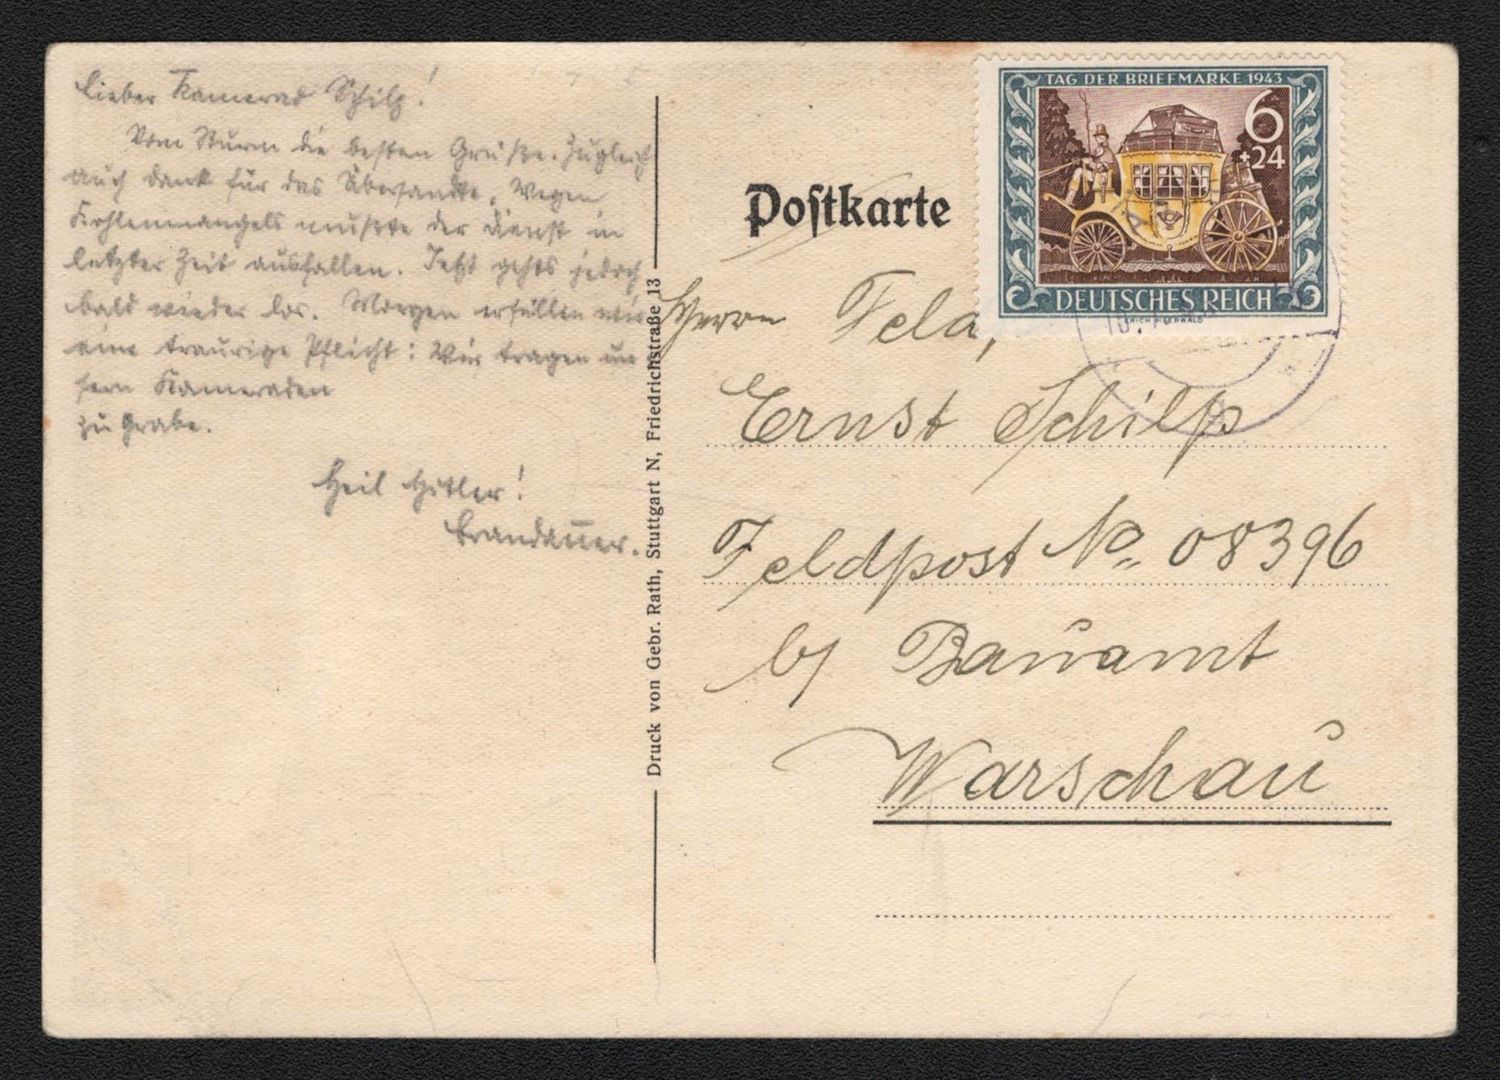 Lieber Kamerad Schilp!
Vom Sturm die besten Grüße. Zugleich
auch Dank für das Übersandte. Wegen
Kohlenmangels mußte der Dienst in
letzter Zeit ausfallen. Jetzt gehts jedoch
bald wieder los. Morgen erfüllen wir
eine traurige Pflicht: Wir tragen un
sern Kameraden
zu Grabe.
Heil Hitler!
Brandauer.
Druck von Gebr. Rath, Stuttgart N, Friedrichstraße 13
Postkarte
TAG DER BRIEFMARKE 1943
6
+24
DEUTSCHES REICH
Herrn
Ernst Schilp
Feldpost No. 08396
b/ Bauamt
Warschau